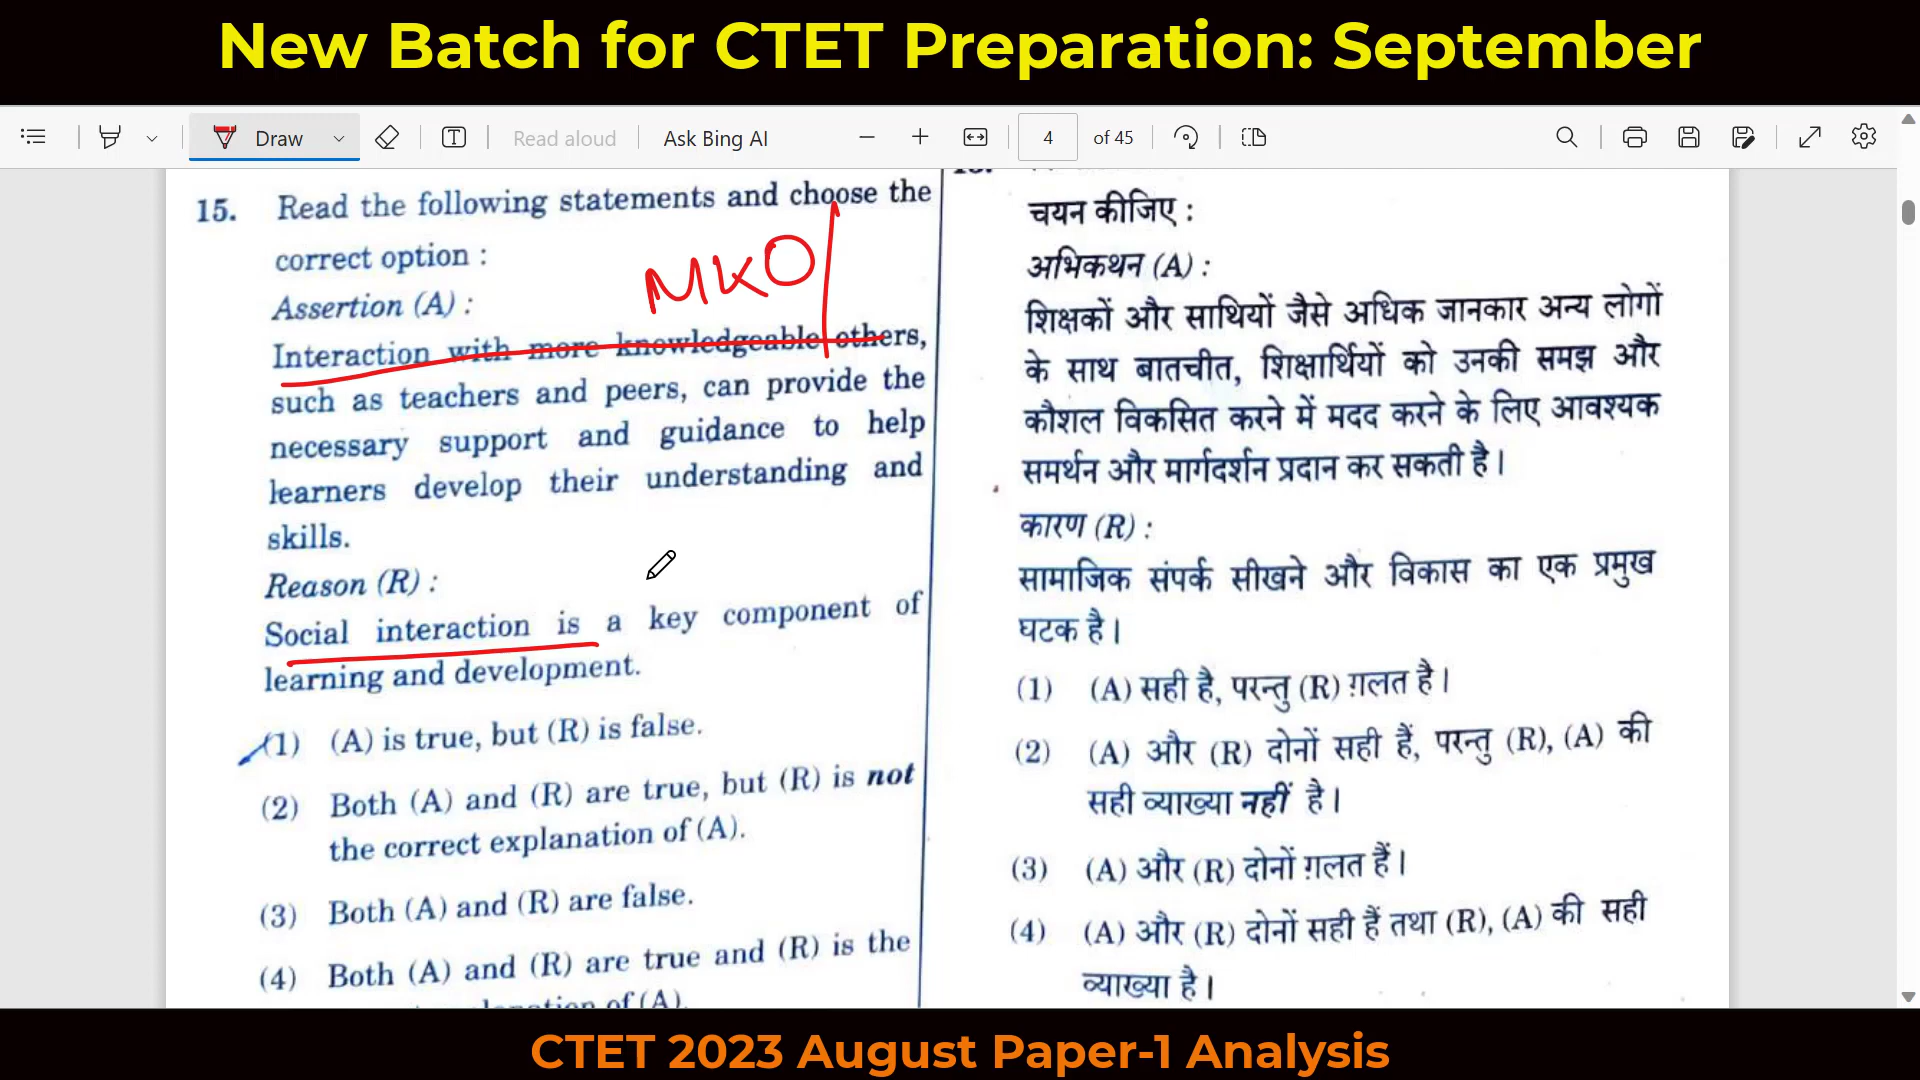 New Batch for CTET Preparation: September
Draw
Read aloud
Ask Bing AI
4
of 45
15. Read the following statements and choose the
correct option :
MKO
Assertion (A) :
Interaction with more knowledgeable others,
such as teachers and peers, can provide the
necessary support and guidance to help
learners develop their understanding and
skills.
Reason (R) :
Social interaction is a key component of
learning and development.
(1) (A) is true, but (R) is false.
(2) Both (A) and (R) are true, but (R) is not
the correct explanation of (A).
(3) Both (A) and (R) are false.
(4) Both (A) and (R) are true and (R) is the
of (A).
चयन कीजिए :
अभिकथन (A) :
शिक्षकों और साथियों जैसे अधिक जानकार अन्य लोगों
के साथ बातचीत, शिक्षार्थियों को उनकी समझ और
कौशल विकसित करने में मदद करने के लिए आवश्यक
समर्थन और मार्गदर्शन प्रदान कर सकती है।
कारण (R) :
सामाजिक संपर्क सीखने और विकास का एक प्रमुख
घटक है।
(1) (A) सही है, परन्तु (R) ग़लत है।
(2) (A) और (R) दोनों सही हैं, परन्तु (R), (A) की
सही व्याख्या नहीं है।
(3) (A) और (R) दोनों ग़लत हैं।
(4) (A) और (R) दोनों सही हैं तथा (R), (A) की सही
व्याख्या है।
CTET 2023 August Paper-1 Analysis